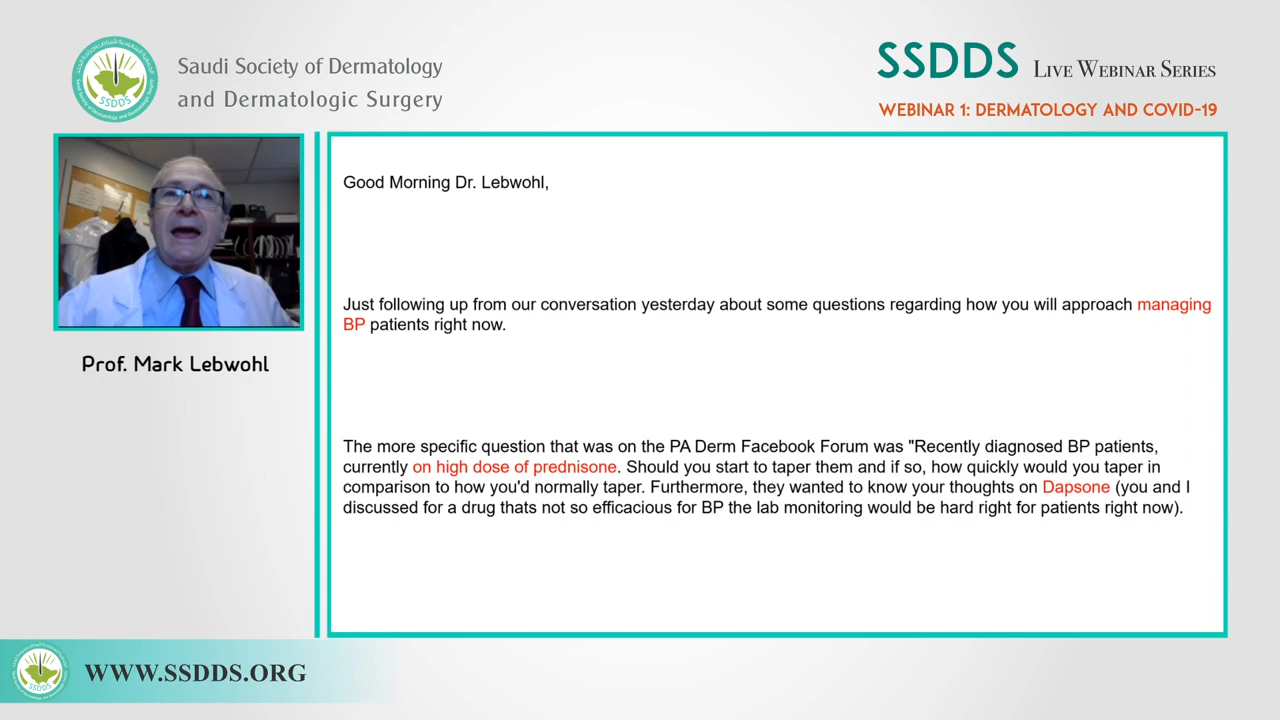 Saudi Society of Dermatology
and Dermatologic Surgery
SSDDS LIVE WEBINAR SERIES
WEBINAR 1: DERMATOLOGY AND COVID-19
SSDDS
Prof. Mark Lebwohl
Good Morning Dr. Lebwohl,
Just following up from our conversation yesterday about some questions regarding how you will approach managing
BP patients right now.
The more specific question that was on the PA Derm Facebook Forum was "Recently diagnosed BP patients,
currently on high dose of prednisone. Should you start to taper them and if so, how quickly would you taper in
comparison to how you'd normally taper. Furthermore, they wanted to know your thoughts on Dapsone (you and I
discussed for a drug thats not so efficacious for BP the lab monitoring would be hard right for patients right now).
SSDDS
WWW.SSDDS.ORG